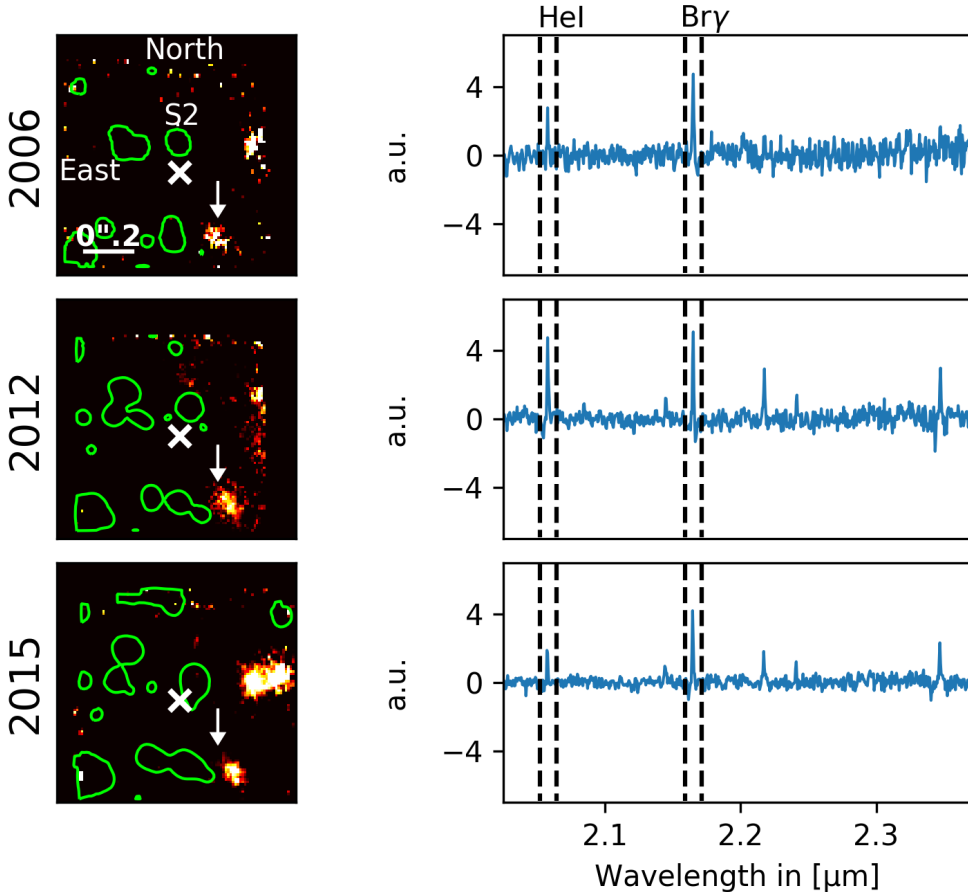 HeI Brγ
2006
North
S2
East
0".2
a.u.
4
0
−4
2012
a.u.
4
0
−4
2015
a.u.
4
0
−4
2.1 2.2 2.3
Wavelength in [μm]